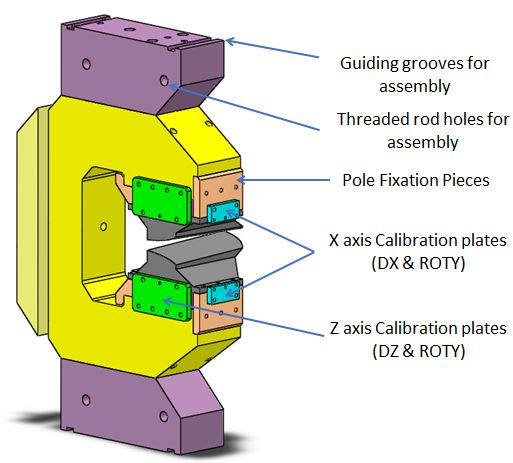 Guiding grooves for
assembly
Threaded rod holes for
assembly
Pole Fixation Pieces
X axis Calibration plates
(DX & ROTY)
Z axis Calibration plates
(DZ & ROTY)